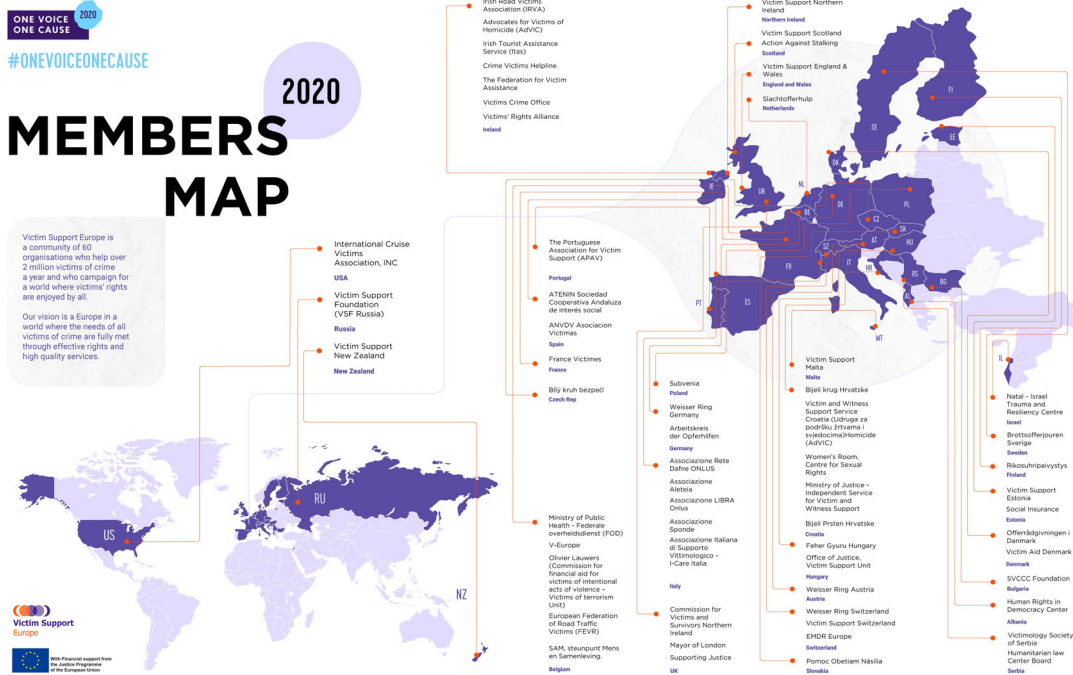 ONE VOICE
ONE CAUSE
2020
#ONEVOICEONECAUSE
2020
MEMBERS
MAP
Victim Support Europe is
a community of 60
organisations who help over
2 million victims of crime
a year and who campaign for
a world where victims' rights
are enjoyed by all.
Our vision is a Europe in a
world where the needs of all
victims of crime are fully met
through effective rights and
high quality services.
International Cruise
Victims
Association, INC
USA
Victim Support
Foundation
(VSF Russia)
Russia
Victim Support
New Zealand
New Zealand
US
RU
NZ
Victim Support
Europe
With Financial support from
the Justice Programme
of the European Union
Irish Road Victims
Association (IRVA)
Advocates for Victims of
Homicide (AdVIC)
Irish Tourist Assistance
Service (Itas)
Crime Victims Helpline
The Federation for Victim
Assistance
Victims Crime Office
Victims' Rights Alliance
Ireland
The Portuguese
Association for Victim
Support (APAV)
Portugal
ATENIN Sociedad
Cooperativa Andaluza
de interés social
ANVDV Asociacion
Victimas
Spain
France Victimes
France
Bílý kruh bezpečí
Czech Rep
Ministry of Public
Health - Federale
overheidsdienst (FOD)
V-Europe
Olivier Lauwers
(Commission for
financial aid for
victims of intentional
acts of violence –
Victims of terrorism
Unit)
European Federation
of Road Traffic
Victims (FEVR)
SAM, steunpunt Mens
en Samenleving.
Belgium
Victim Support Northern
Ireland
Northern Ireland
Victim Support Scotland
Action Against Stalking
Scotland
Victim Support England &
Wales
England and Wales
Slachtofferhulp
Netherlands
FI
SE
EE
DK
IE
UK
NL
BE
DE
PL
CZ
SK
AT
HU
SZ
FR
IT
HR
RS
BG
AL
PT
ES
MT
IL
Subvenia
Poland
Weisser Ring
Germany
Arbeitskreis
der Opferhilfen
Germany
Associazione Rete
Dafne ONLUS
Associazione
Aleteia
Associazione LIBRA
Onlus
Associazione
Sponde
Associazione Italiana
di Supporto
Vittimologico –
I-Care Italia
Italy
Commission for
Victims and
Survivors Northern
Ireland
Mayor of London
Supporting Justice
UK
Victim Support
Malta
Malta
Bijeli krug Hrvatske
Victim and Witness
Support Service
Croatia (Udruga za
podršku žrtvama i
svjedocima)Homicide
(AdVIC)
Women's Room,
Centre for Sexual
Rights
Ministry of Justice –
Independent Service
for Victim and
Witness Support
Bijeli Prsten Hrvatske
Croatia
Feher Gyuru Hungary
Office of Justice,
Victim Support Unit
Hungary
Weisser Ring Austria
Austria
Weisser Ring Switzerland
Victim Support Switzerland
EMDR Europe
Switzerland
Pomoc Obetiam Násilia
Slovakia
Natal – Israel
Trauma and
Resiliency Centre
Israel
Brottsofferjouren
Sverige
Sweden
Rikosuhripaivystys
Finland
Victim Support
Estonia
Social Insurance
Estonia
Offerrådgivningen i
Danmark
Victim Aid Denmark
Denmark
SVCCC Foundation
Bulgaria
Human Rights in
Democracy Center
Albania
Victimology Society
of Serbia
Humanitarian law
Center Board
Serbia